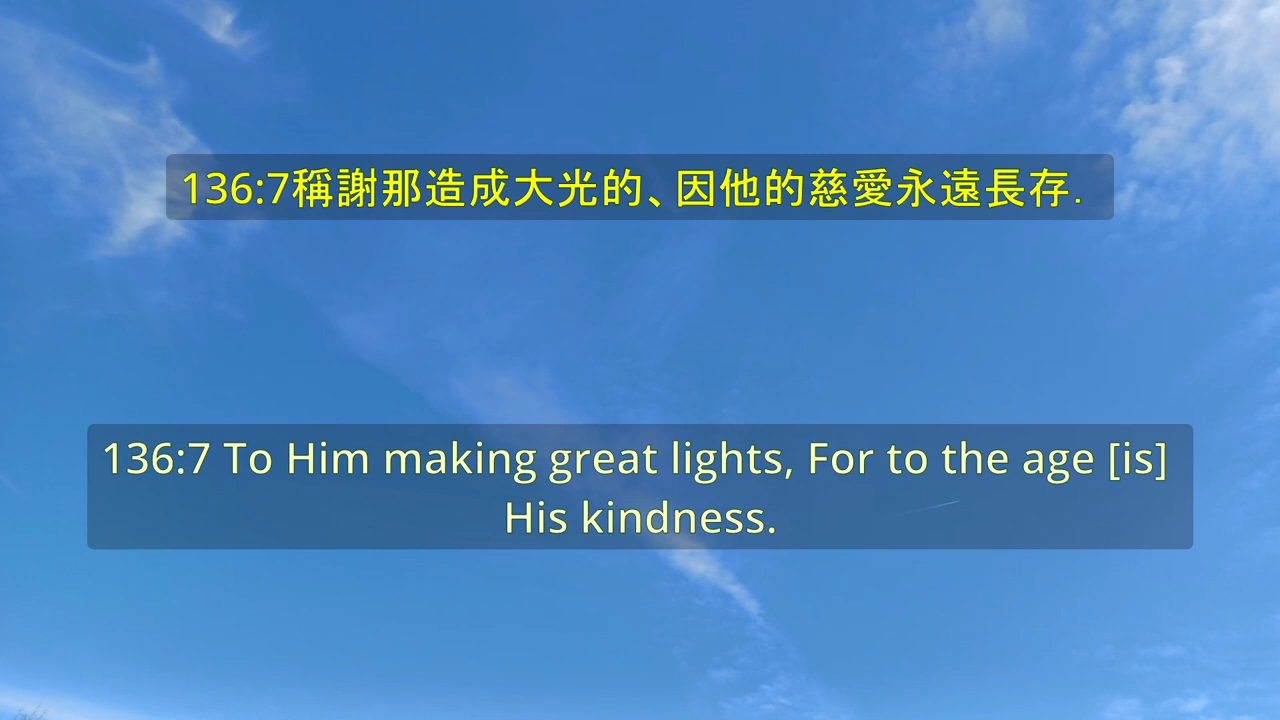 136:7稱謝那造成大光的、因他的慈愛永遠長存.
136:7 To Him making great lights, For to the age [is]
His kindness.